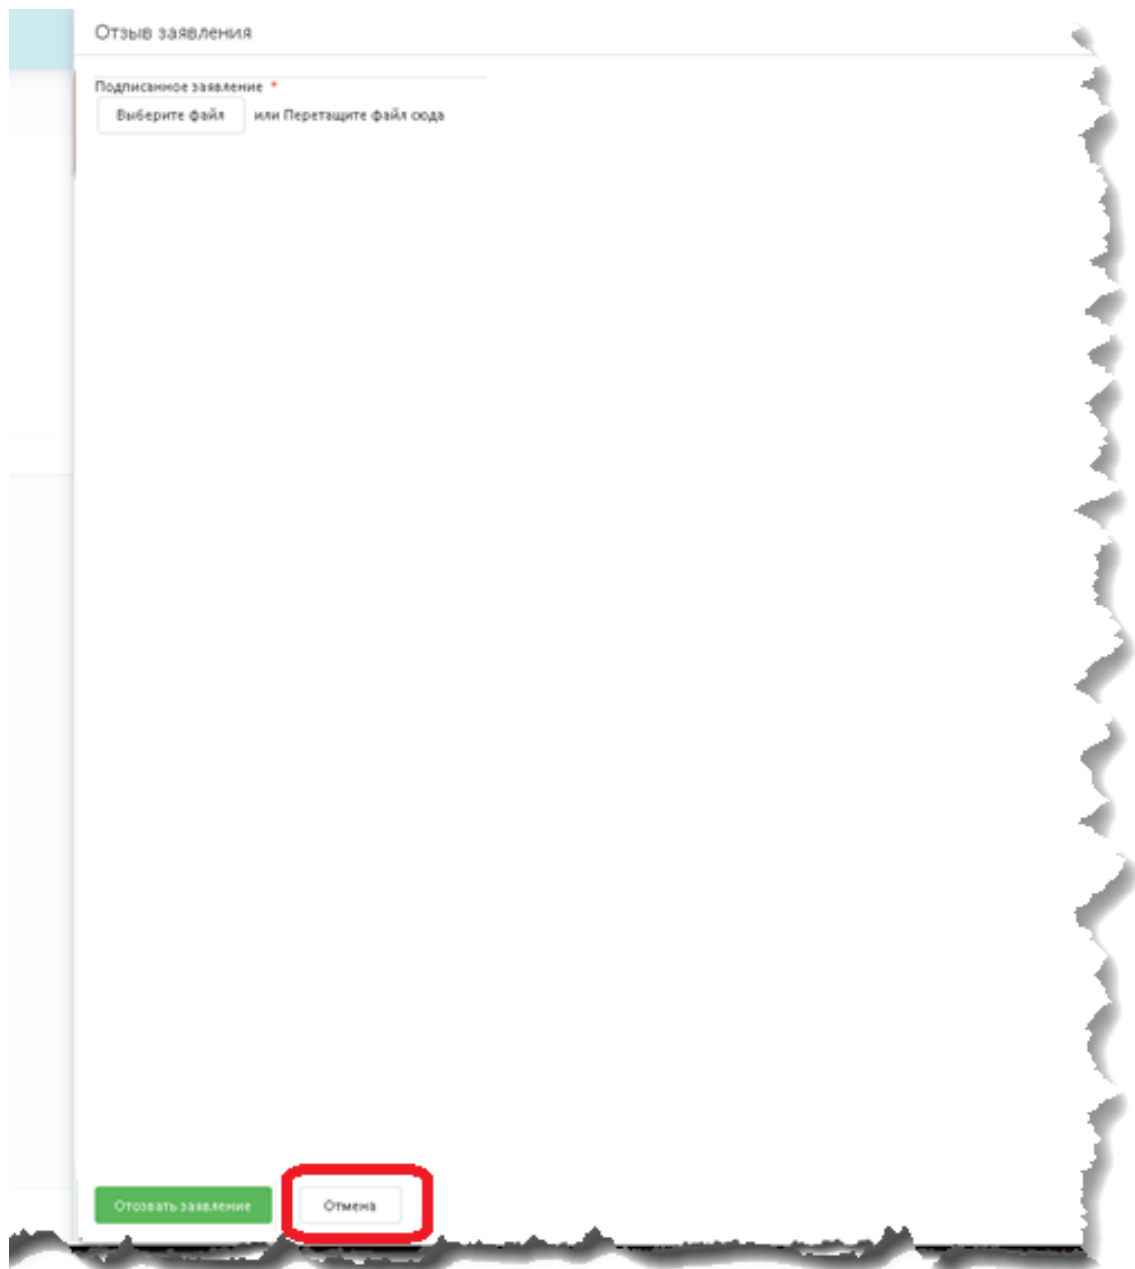 Отзыв заявления
Подписанное заявление *
Выберите файл или Перетащите файл сюда
Отозвать заявление Отмена